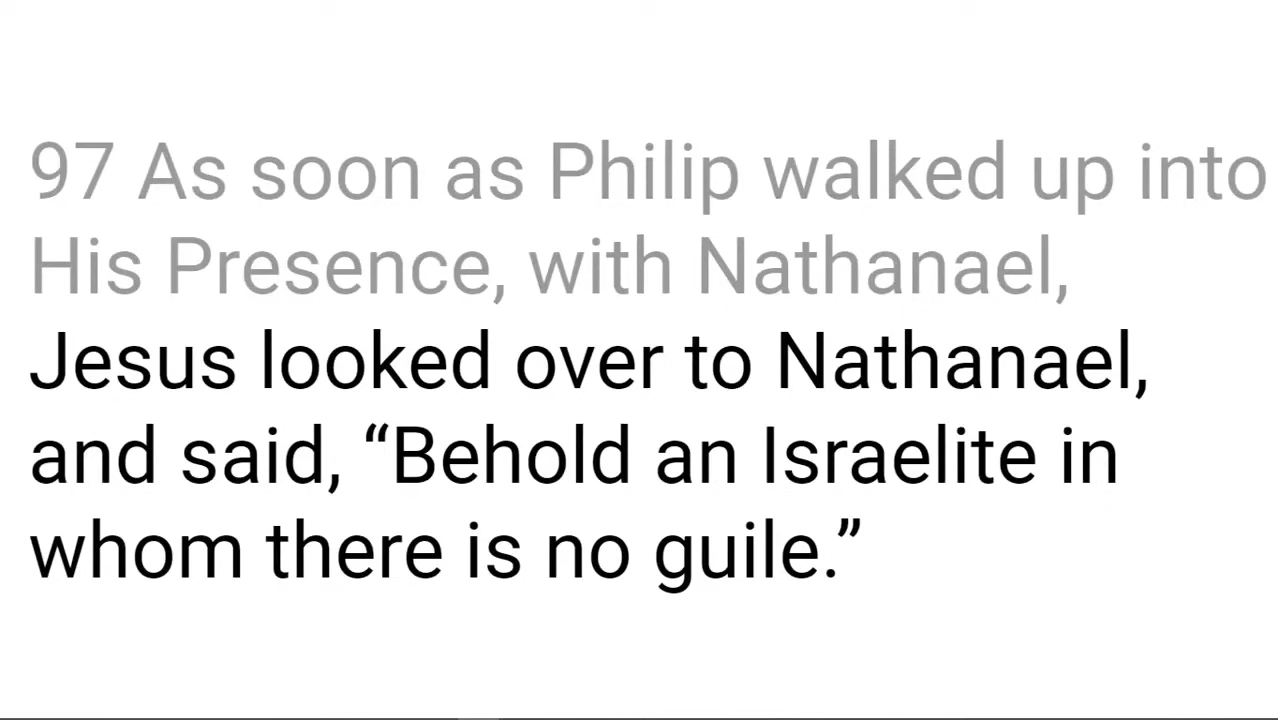 97 As soon as Philip walked up into
His Presence, with Nathanael,
Jesus looked over to Nathanael,
and said, “Behold an Israelite in
whom there is no guile.”